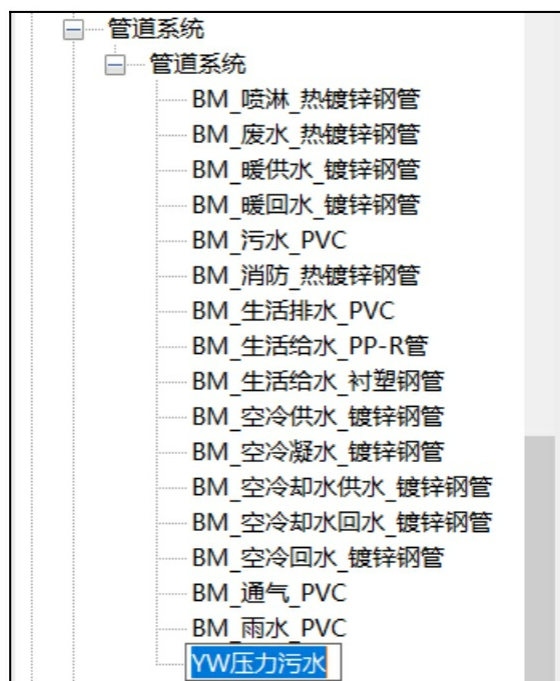 管道系统
管道系统
BM_喷淋_热镀锌钢管
BM_废水_热镀锌钢管
BM_暖供水_镀锌钢管
BM_暖回水_镀锌钢管
BM_污水_PVC
BM_消防_热镀锌钢管
BM_生活排水_PVC
BM_生活给水_PP-R管
BM_生活给水_衬塑钢管
BM_空冷供水_镀锌钢管
BM_空冷凝水_镀锌钢管
BM_空冷却水供水_镀锌钢管
BM_空冷却水回水_镀锌钢管
BM_空冷回水_镀锌钢管
BM_通气_PVC
BM_雨水_PVC
YW压力污水